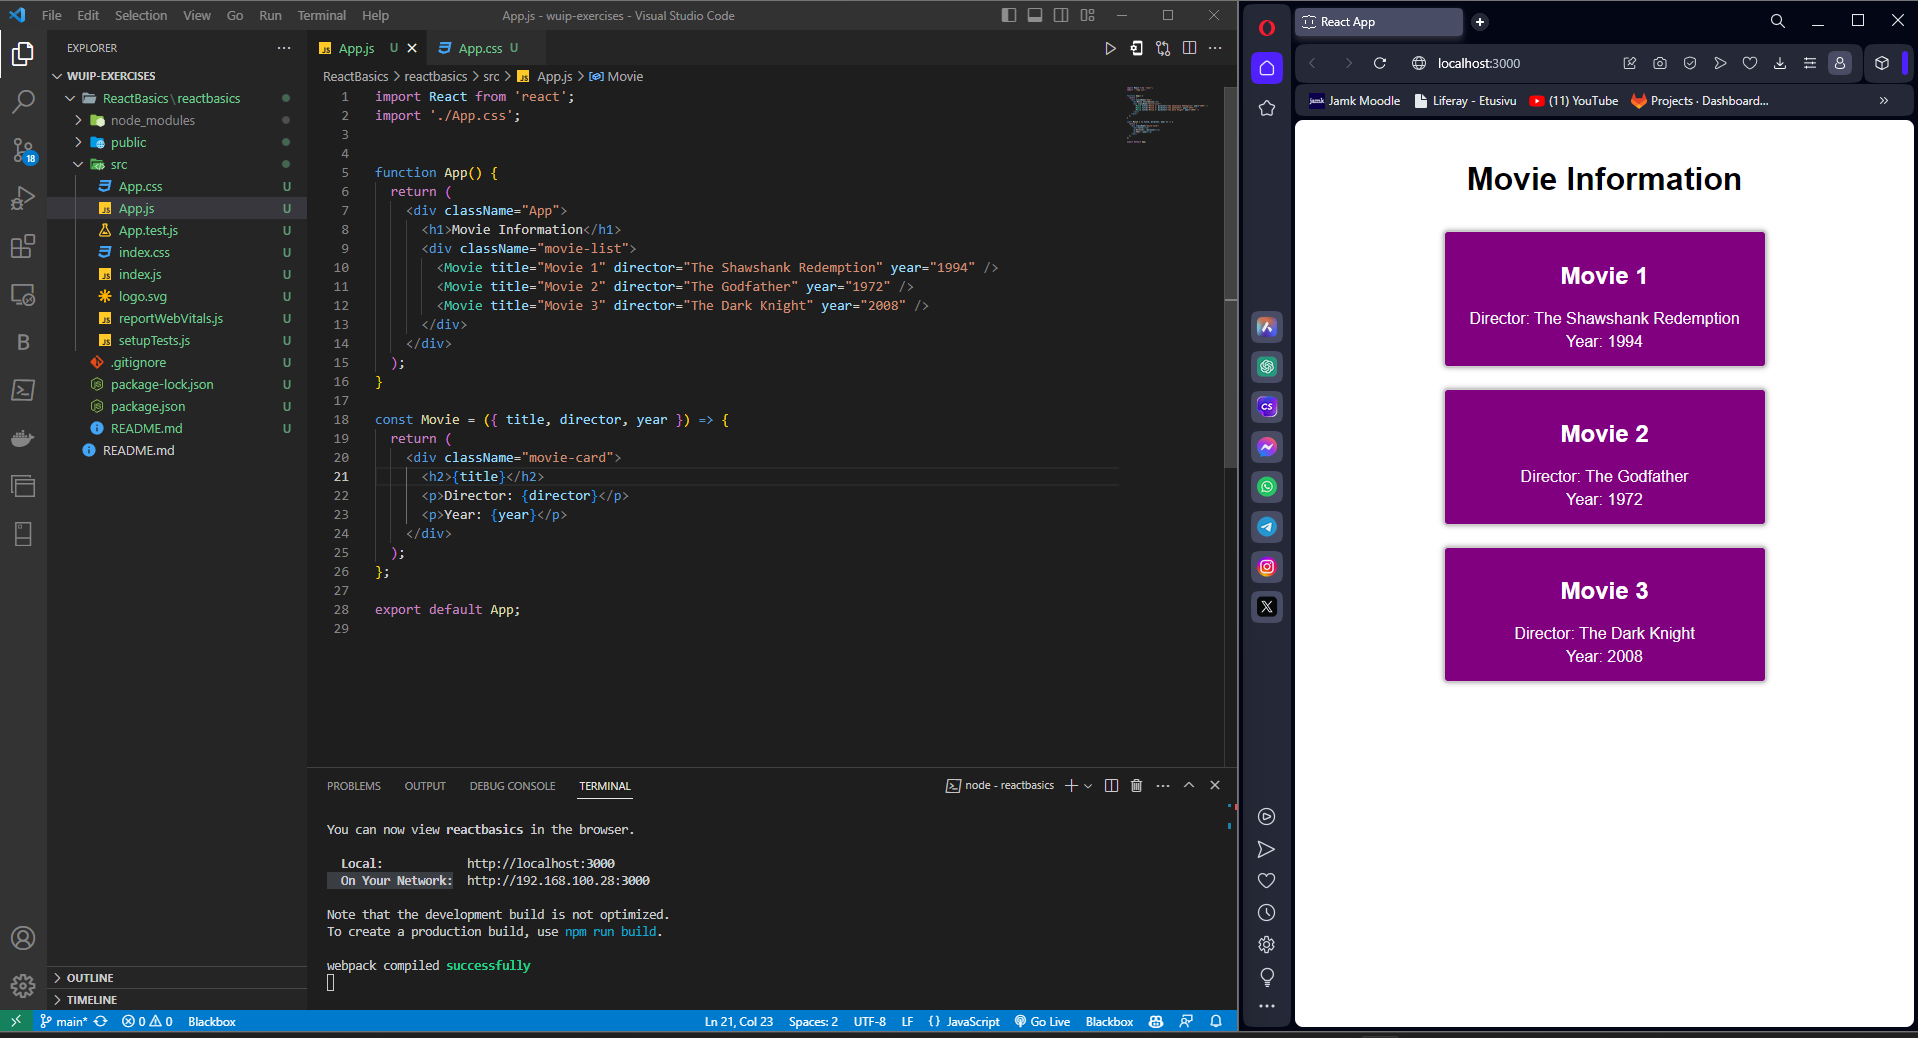 File Edit Selection View Go Run Terminal Help
App.js - wuip-exercises - Visual Studio Code
EXPLORER
WUIP-EXERCISES
ReactBasics \ reactbasics
node_modules
public
src
App.css U
App.js U
App.test.js U
index.css U
index.js U
logo.svg U
reportWebVitals.js U
setupTests.js U
.gitignore U
package-lock.json U
package.json U
README.md U
README.md
OUTLINE
TIMELINE
18
App.js U
App.css U
ReactBasics > reactbasics > src > App.js > Movie
1 import React from 'react';
2 import './App.css';
3
4
5 function App() {
6 return (
7 <div className="App">
8 <h1>Movie Information</h1>
9 <div className="movie-list">
10 <Movie title="Movie 1" director="The Shawshank Redemption" year="1994" />
11 <Movie title="Movie 2" director="The Godfather" year="1972" />
12 <Movie title="Movie 3" director="The Dark Knight" year="2008" />
13 </div>
14 </div>
15 );
16 }
17
18 const Movie = ({ title, director, year }) => {
19 return (
20 <div className="movie-card">
21 <h2>{title}</h2>
22 <p>Director: {director}</p>
23 <p>Year: {year}</p>
24 </div>
25 );
26 };
27
28 export default App;
29
PROBLEMS OUTPUT DEBUG CONSOLE TERMINAL
node - reactbasics
You can now view reactbasics in the browser.
Local: http://localhost:3000
On Your Network: http://192.168.100.28:3000
Note that the development build is not optimized.
To create a production build, use npm run build.
webpack compiled successfully
main* 0 0 Blackbox
Ln 21, Col 23 Spaces: 2 UTF-8 LF {} JavaScript Go Live Blackbox
React App
localhost:3000
jamk Jamk Moodle Liferay - Etusivu (11) YouTube Projects · Dashboard...
CS
Movie Information
Movie 1
Director: The Shawshank Redemption
Year: 1994
Movie 2
Director: The Godfather
Year: 1972
Movie 3
Director: The Dark Knight
Year: 2008